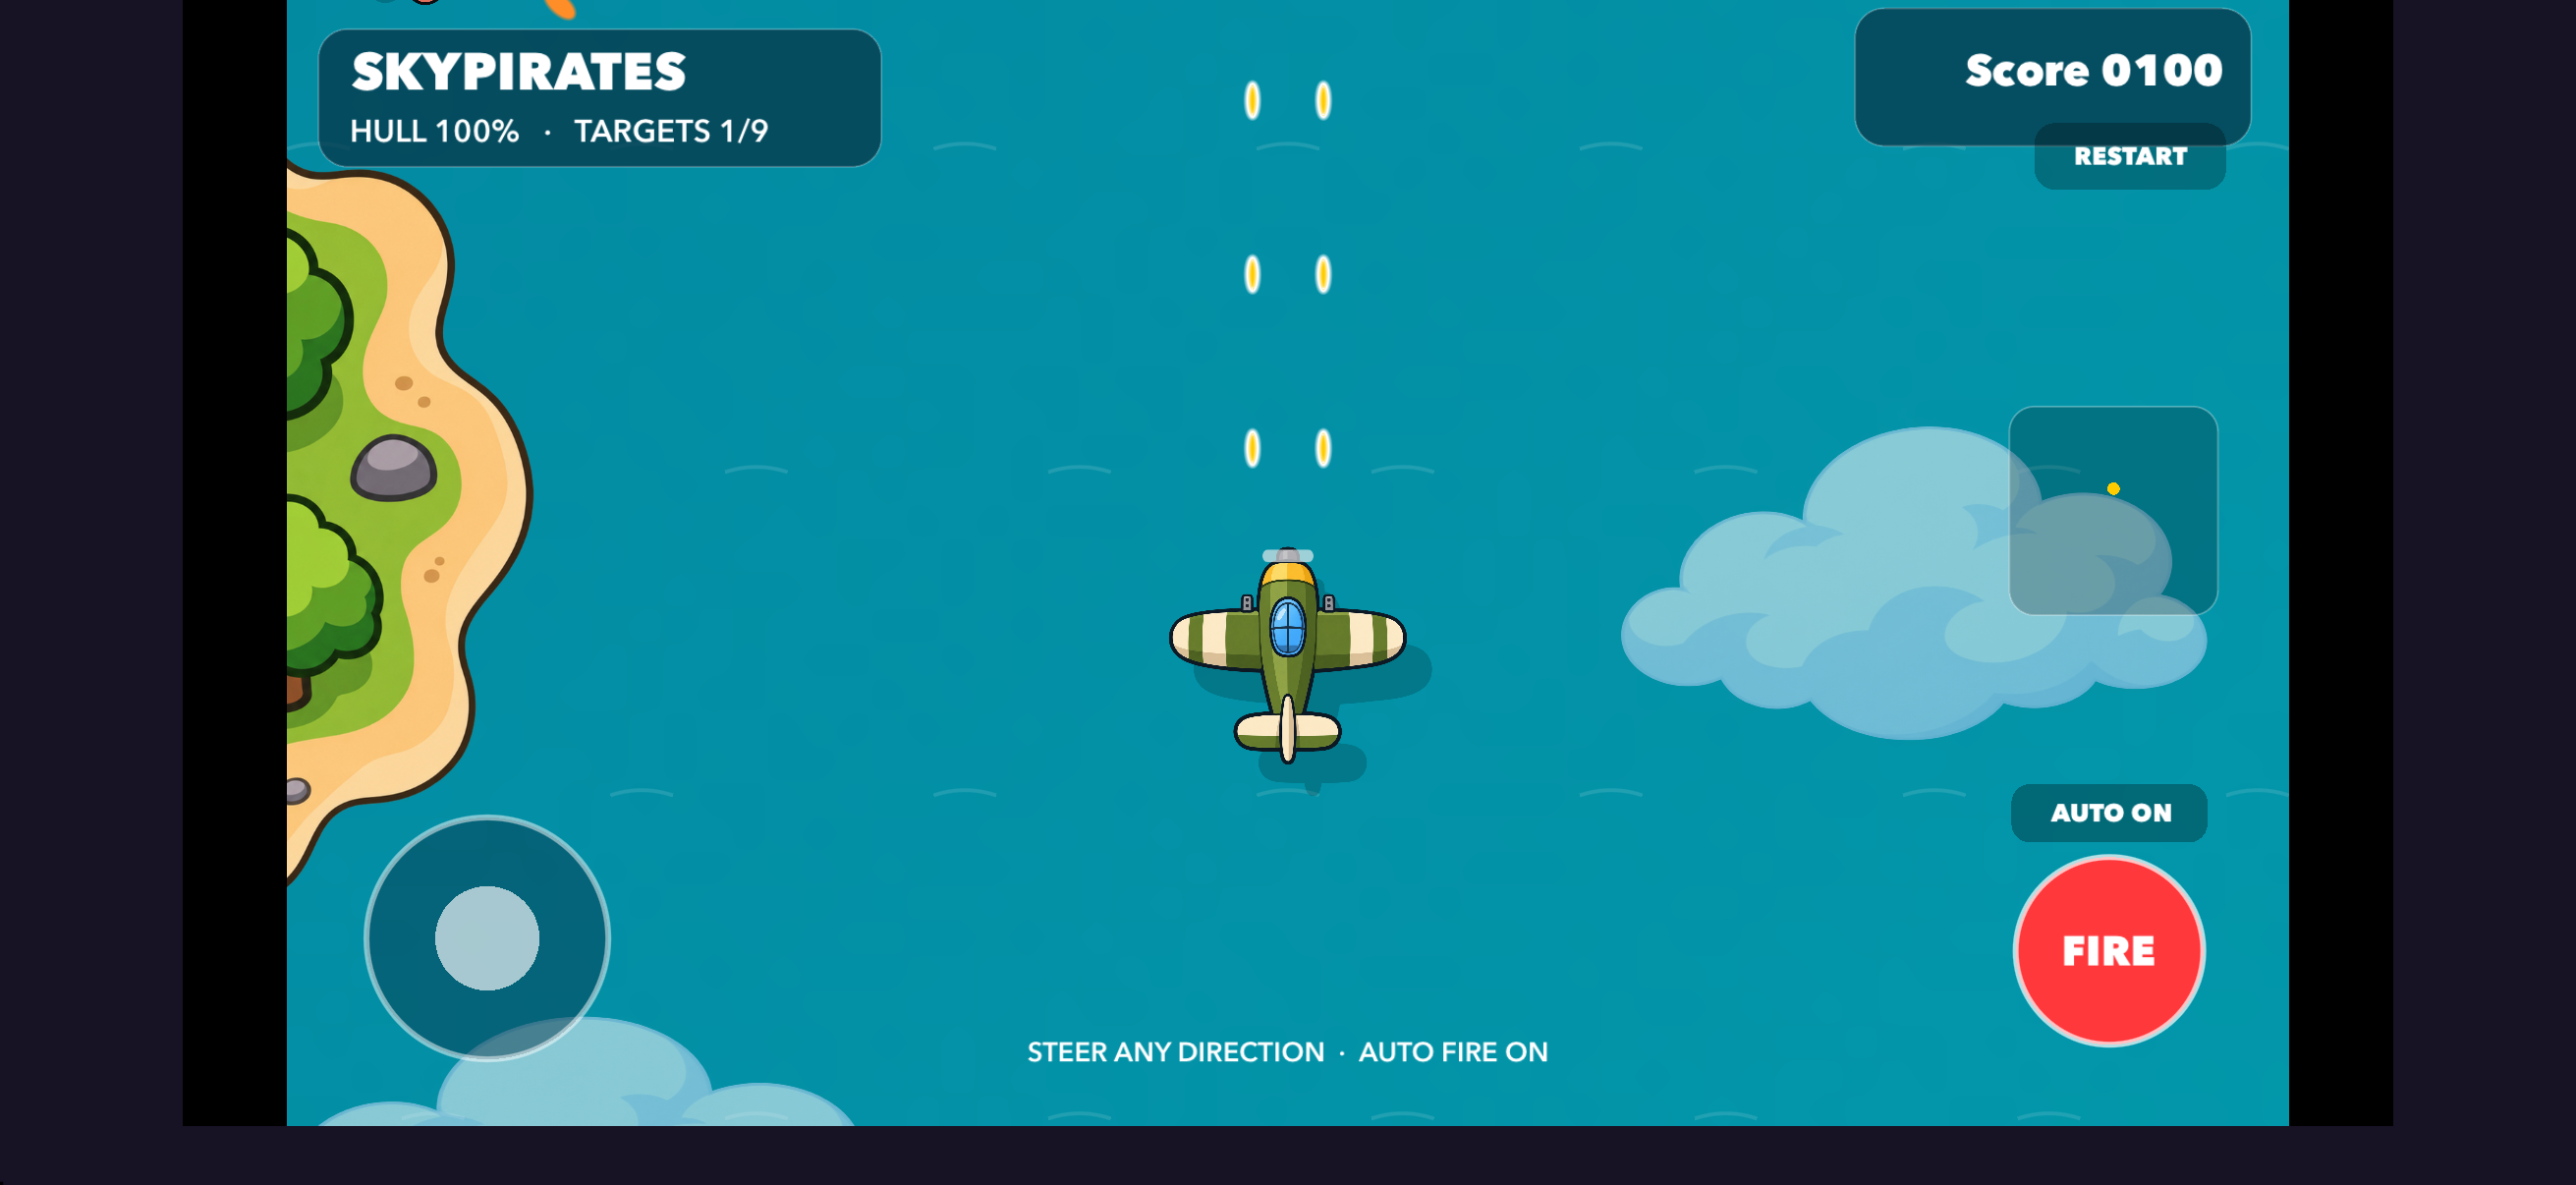 SKYPIRATES
HULL 100% · TARGETS 1/9
Score 0100
RESTART
AUTO ON
FIRE
STEER ANY DIRECTION · AUTO FIRE ON